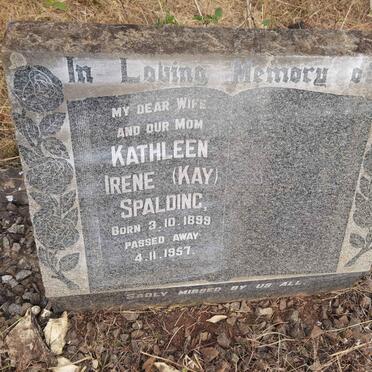 In Loving Memory of
MY DEAR WIFE
AND OUR MOM
KATHLEEN
IRENE (KAY)
SPALDING,
BORN 3.10.1899
PASSED AWAY
4.11.1957.
SADLY MISSED BY US ALL.